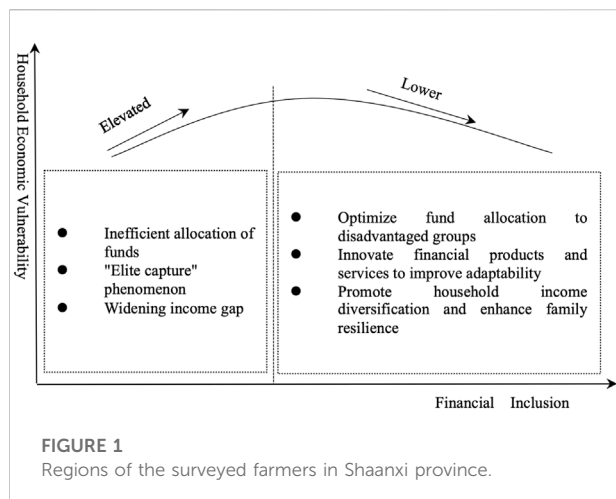 Household Economic Vulnerability
Elevated
Lower
● Inefficient allocation of
funds
● "Elite capture"
phenomenon
● Widening income gap
● Optimize fund allocation to
disadvantaged groups
● Innovate financial products and
services to improve adaptability
● Promote household income
diversification and enhance family
resilience
Financial Inclusion
FIGURE 1
Regions of the surveyed farmers in Shaanxi province.